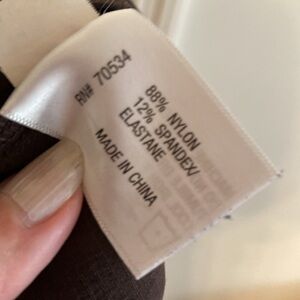 RN# 70534
88% NYLON
12% SPANDEX/
ELASTANE
MADE IN CHINA